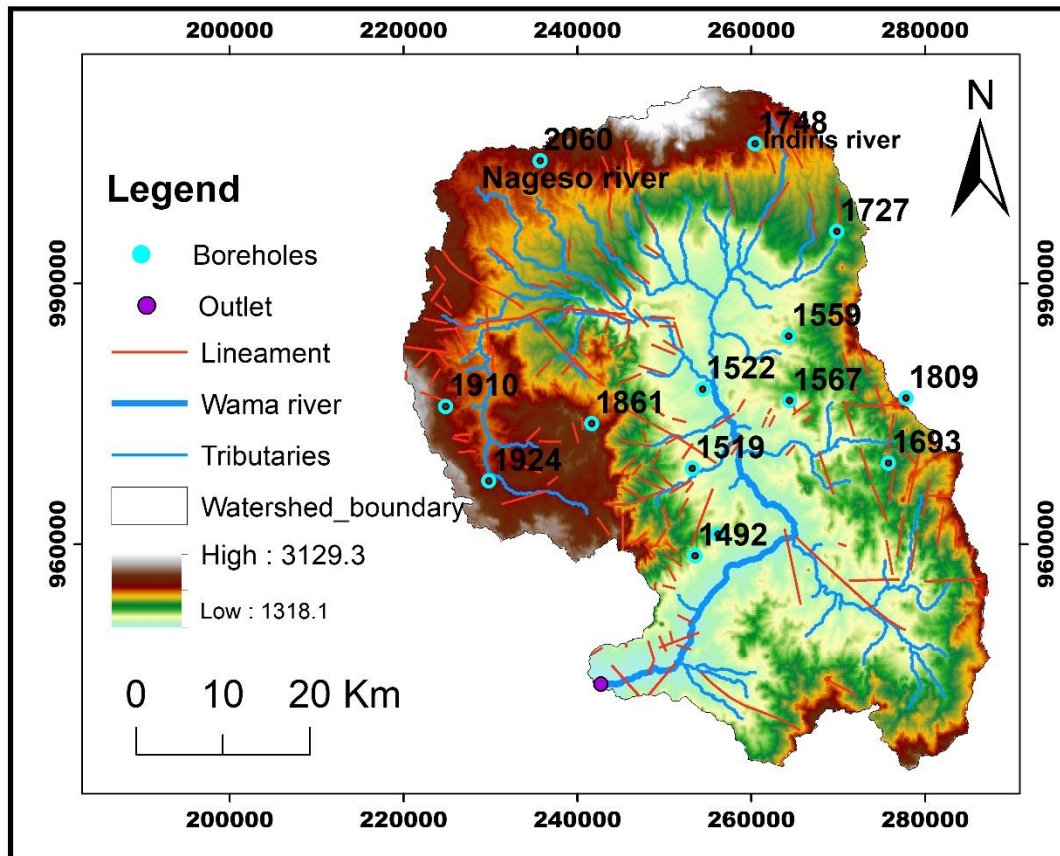 200000 220000 240000 260000 280000
N
1748
Indiris river
2060
Nageso river
Legend
1727
Boreholes
990000
990000
Outlet
1559
Lineament
1522
1567
1809
1910
1861
Wama river
1519
1693
Tributaries
1924
Watershed_boundary
1492
960000
960000
High : 3129.3
Low : 1318.1
0 10 20 Km
200000 220000 240000 260000 280000